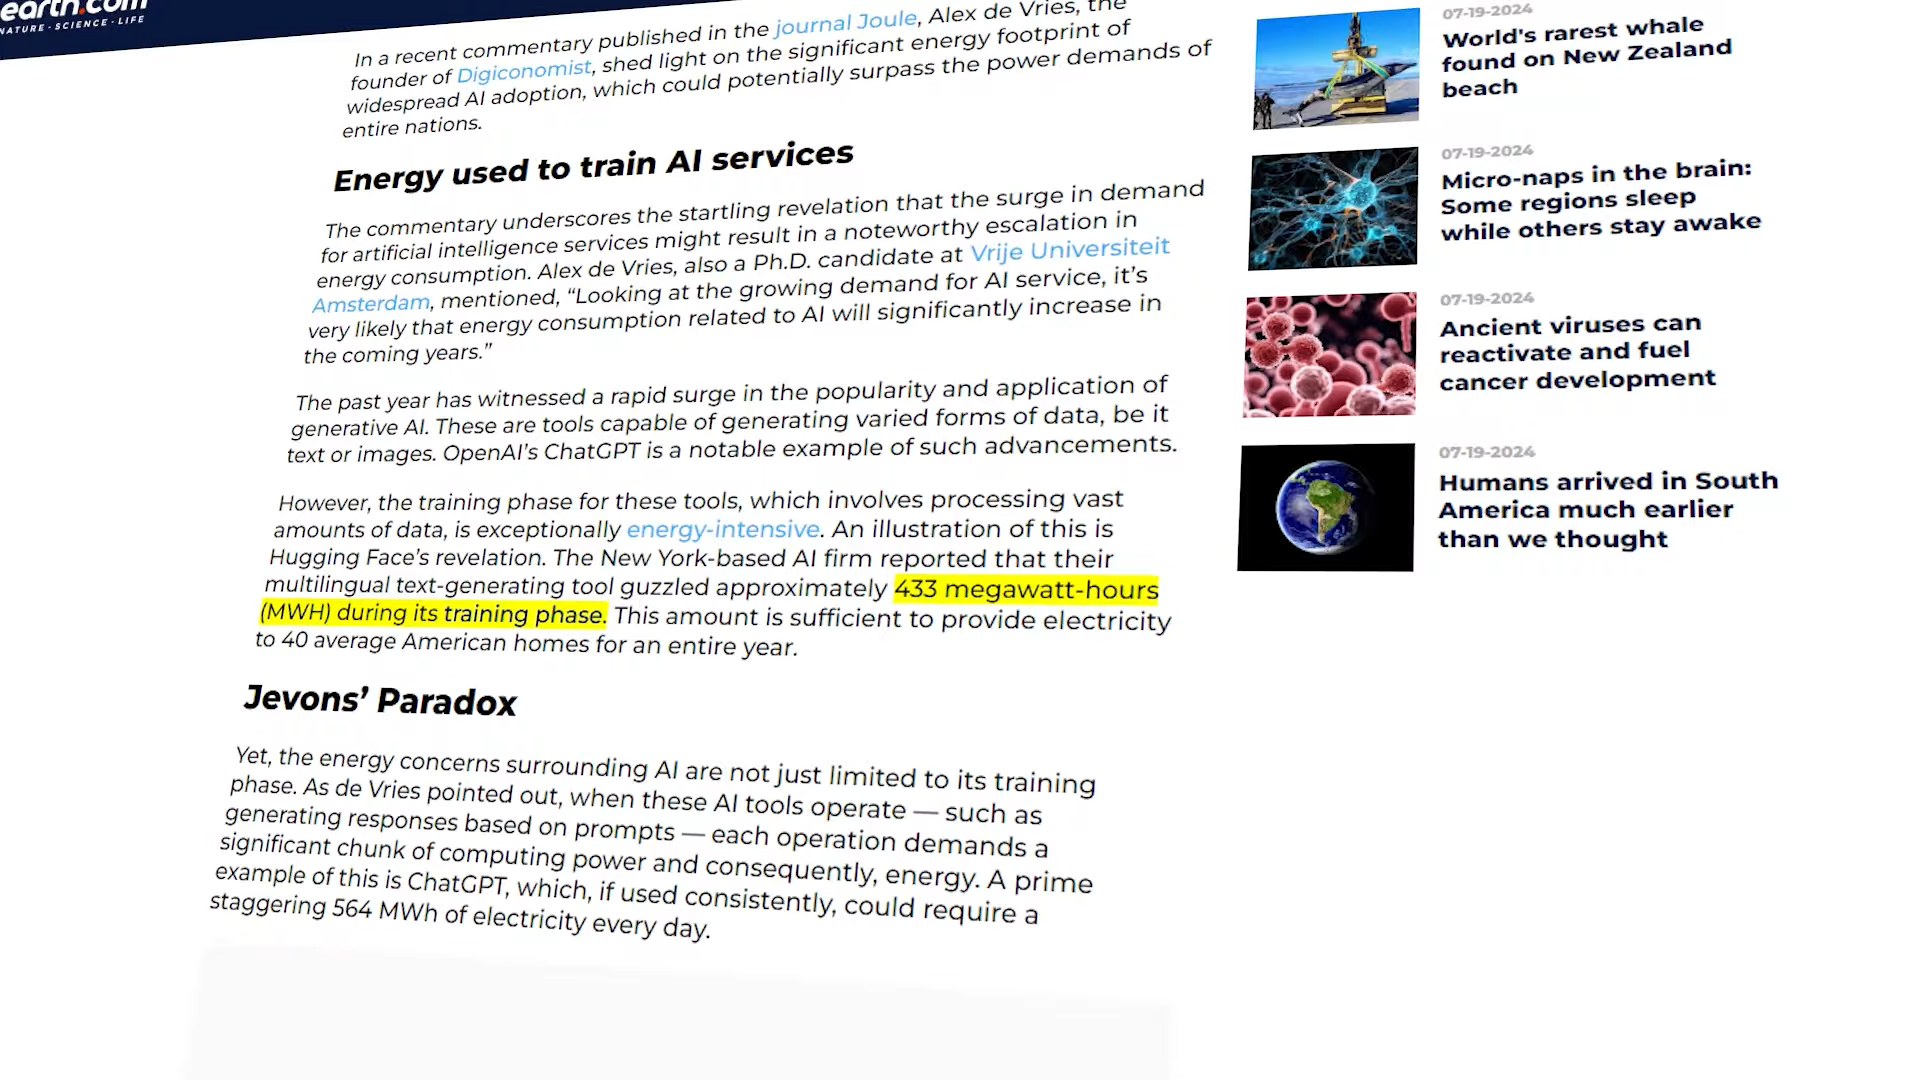 earth.com
NATURE · SCIENCE · LIFE
In a recent commentary published in the journal Joule, Alex de Vries, the
founder of Digiconomist, shed light on the significant energy footprint of
widespread AI adoption, which could potentially surpass the power demands of
entire nations.
Energy used to train AI services
The commentary underscores the startling revelation that the surge in demand
for artificial intelligence services might result in a noteworthy escalation in
energy consumption. Alex de Vries, also a Ph.D. candidate at Vrije Universiteit
Amsterdam, mentioned, “Looking at the growing demand for AI service, it’s
very likely that energy consumption related to AI will significantly increase in
the coming years.”
The past year has witnessed a rapid surge in the popularity and application of
generative AI. These are tools capable of generating varied forms of data, be it
text or images. OpenAI’s ChatGPT is a notable example of such advancements.
However, the training phase for these tools, which involves processing vast
amounts of data, is exceptionally energy-intensive. An illustration of this is
Hugging Face’s revelation. The New York-based AI firm reported that their
multilingual text-generating tool guzzled approximately 433 megawatt-hours
(MWH) during its training phase. This amount is sufficient to provide electricity
to 40 average American homes for an entire year.
Jevons’ Paradox
Yet, the energy concerns surrounding AI are not just limited to its training
phase. As de Vries pointed out, when these AI tools operate — such as
generating responses based on prompts — each operation demands a
significant chunk of computing power and consequently, energy. A prime
example of this is ChatGPT, which, if used consistently, could require a
staggering 564 MWh of electricity every day.
07-19-2024
World's rarest whale
found on New Zealand
beach
07-19-2024
Micro-naps in the brain:
Some regions sleep
while others stay awake
07-19-2024
Ancient viruses can
reactivate and fuel
cancer development
07-19-2024
Humans arrived in South
America much earlier
than we thought